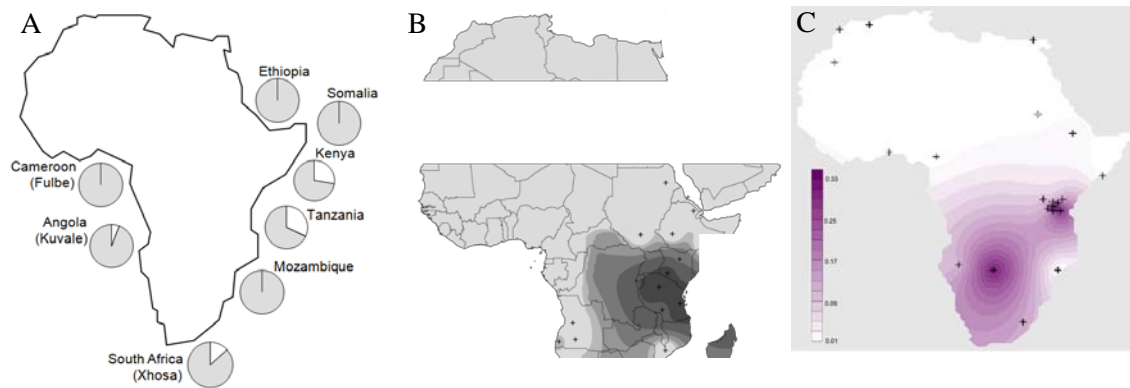 A
B
C
Ethiopia
Somalia
Kenya
Cameroon
(Fulbe)
Tanzania
Angola
(Kuvale)
Mozambique
South Africa
(Xhosa)
0.33
0.25
0.17
0.09
0.01